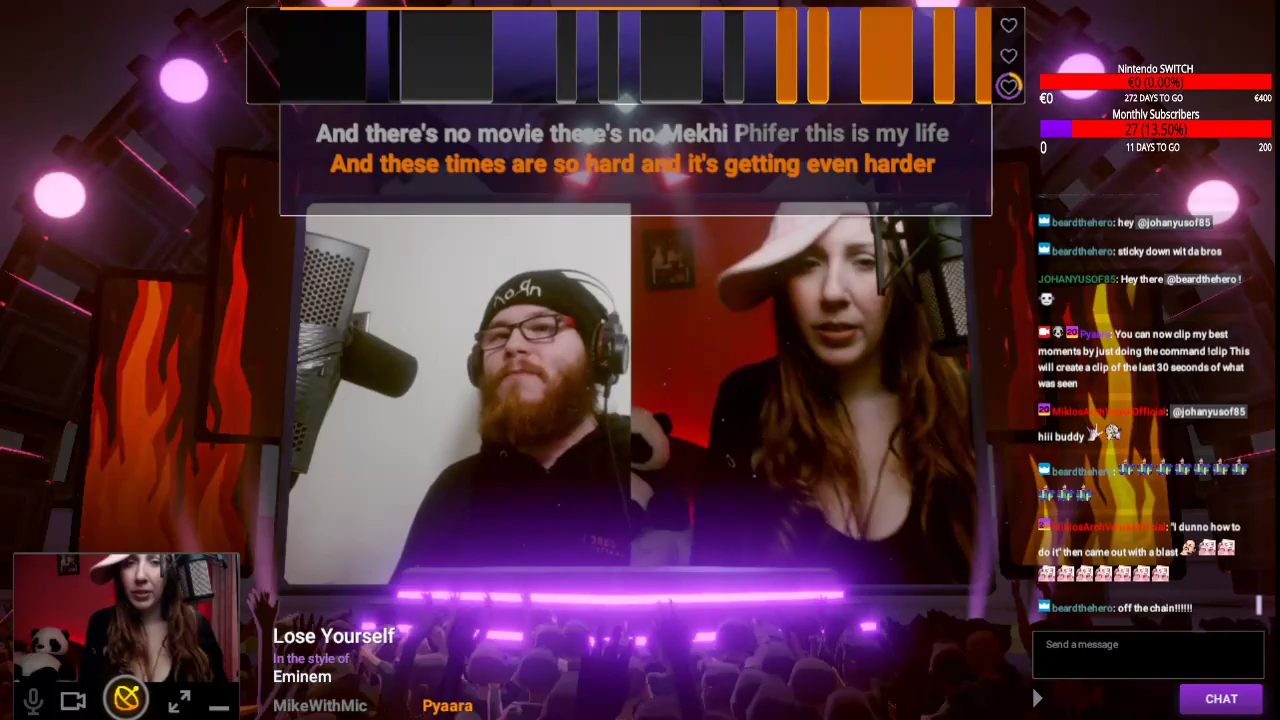 And there's no movie there's no Mekhi Phifer this is my life
And these times are so hard and it's getting even harder
Nintendo SWITCH
€0 (0.00%)
€0 272 DAYS TO GO €400
Monthly Subscribers
27 (13.50%)
0 11 DAYS TO GO 200
beardthehero: hey @johanyusof85
beardthehero: sticky down wit da bros
JOHANYUSOF85: Hey there @beardthehero !
20 Pyaara: You can now clip my best
moments by just doing the command !clip This
will create a clip of the last 30 seconds of what
was seen
20 @johanyusof85
hiii buddy
beardthehero:
"I dunno how to
do it" then came out with a blast
beardthehero: off the chain!!!!!!
Send a message
CHAT
Lose Yourself
In the style of
Eminem
MikeWithMic Pyaara